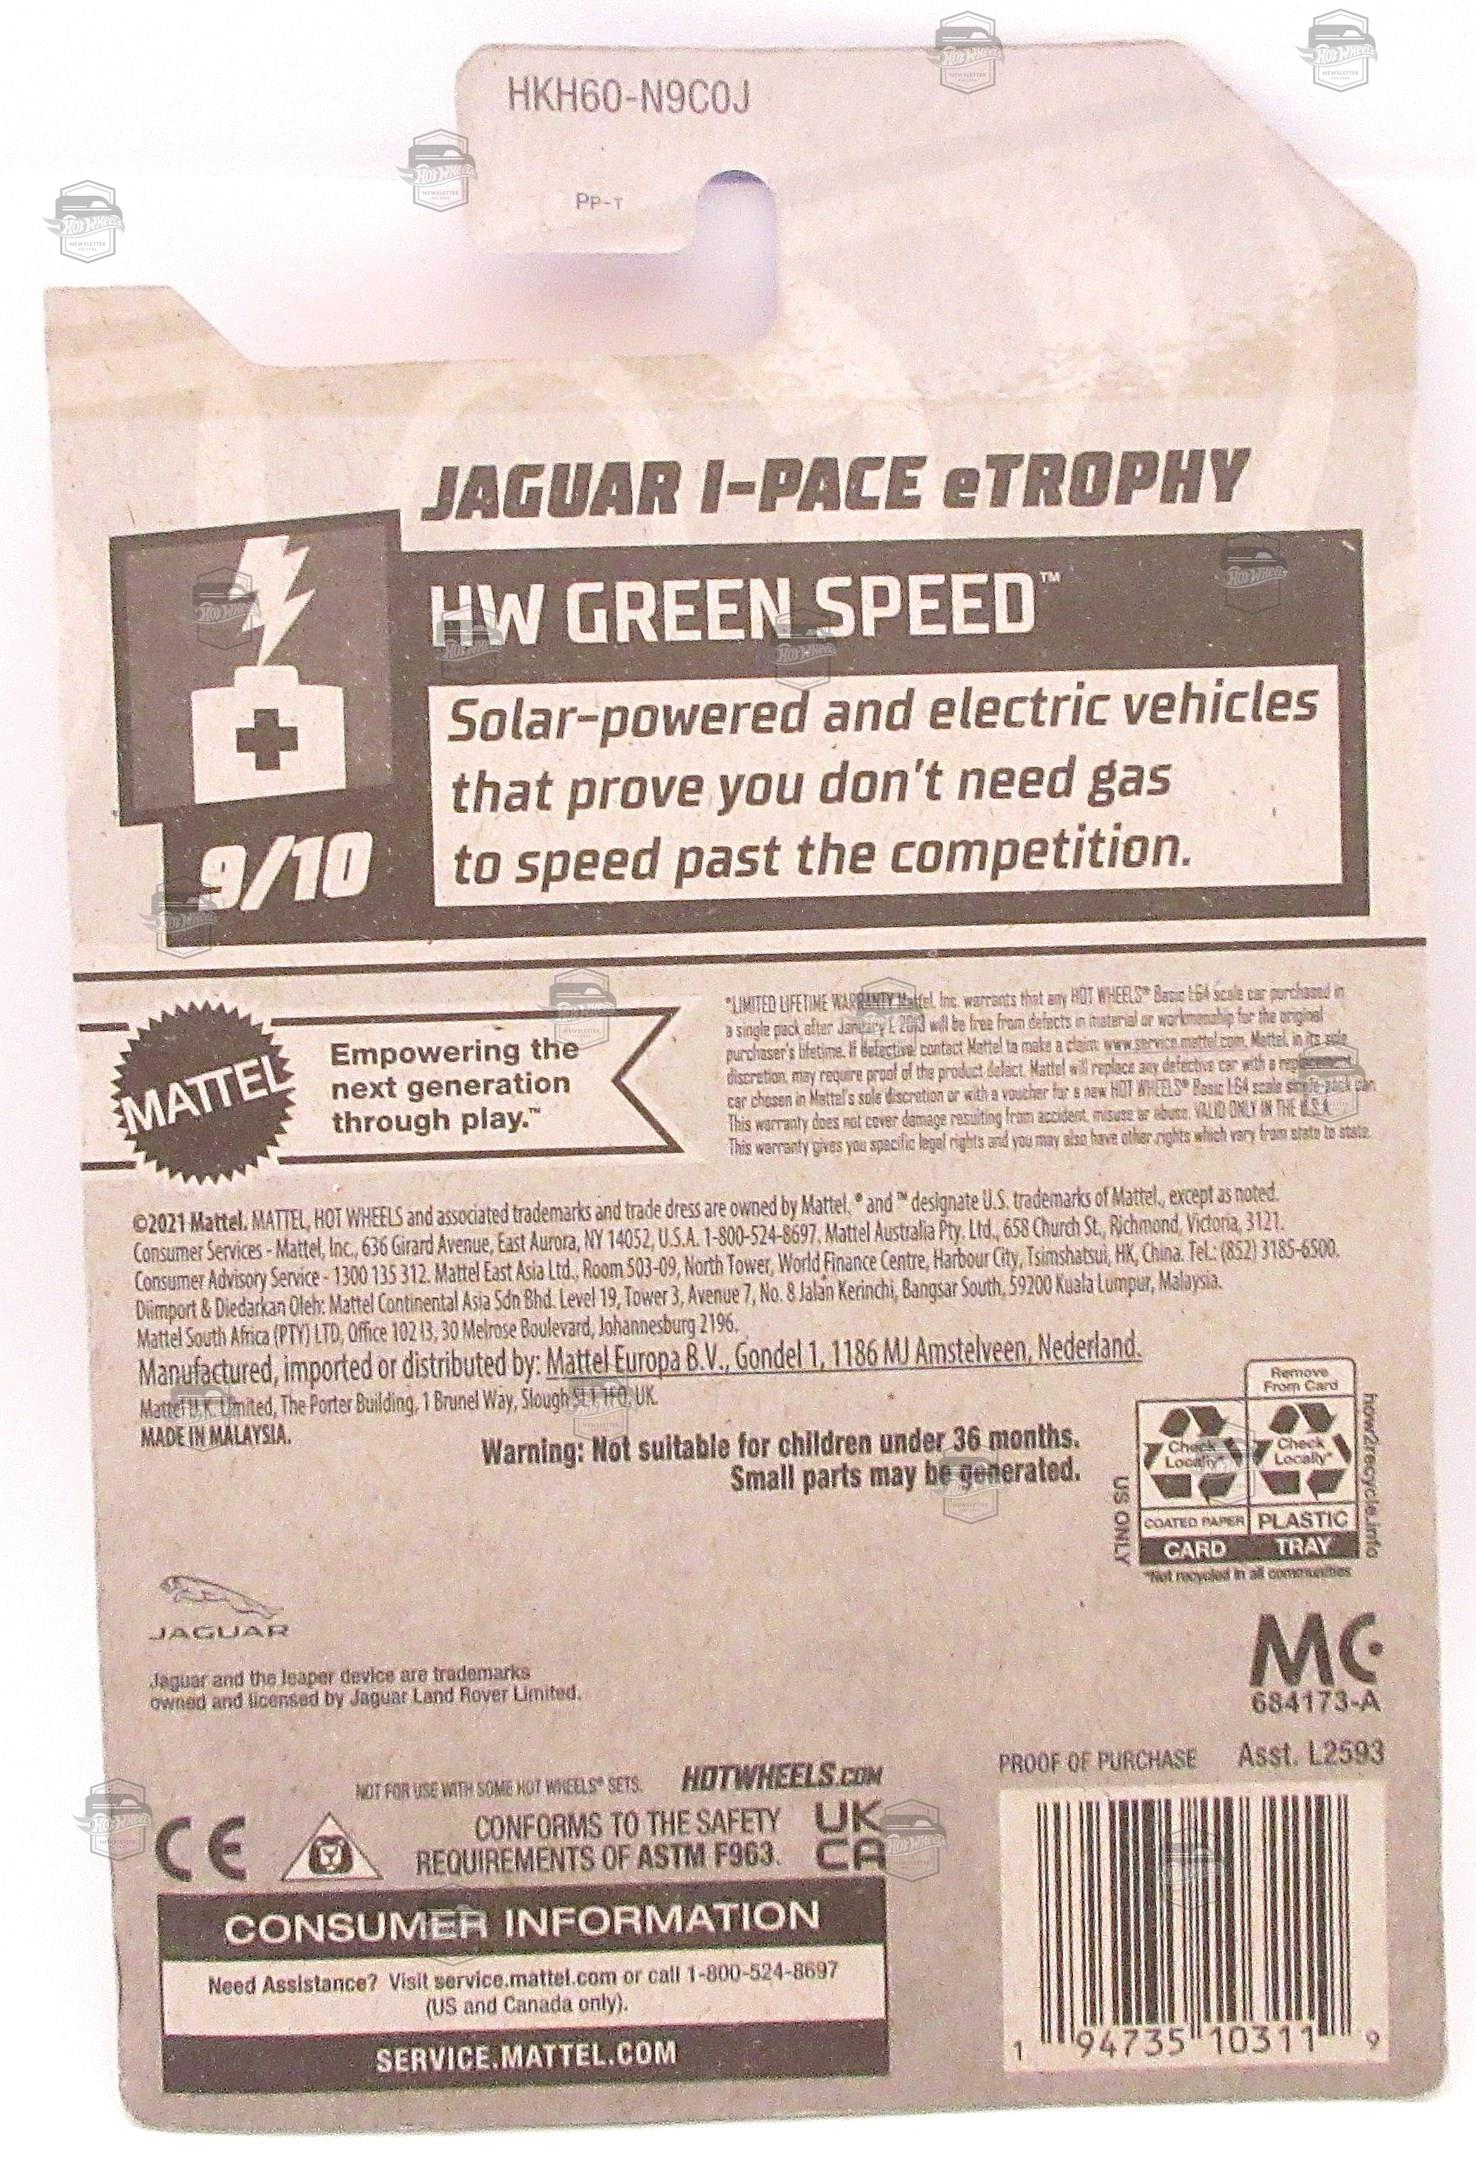 HKH60-N9C0J
PP-T
JAGUAR I-PACE eTROPHY
HW GREEN SPEED™
Solar-powered and electric vehicles
that prove you don't need gas
to speed past the competition.
9/10
MATTEL
Empowering the
next generation
through play.™
*LIMITED LIFETIME WARRANTY Mattel, Inc. warrants that any HOT WHEELS® Basic 1:64 scale car purchased in
a single pack after January 1, 2013 will be free from defects in material or workmanship for the original
purchaser's lifetime. If defective contact Mattel to make a claim: www.service.mattel.com. Mattel, in its sole
discretion, may require proof of the product defect. Mattel will replace any defective car with a replacement
car chosen in Mattel's sole discretion or with a voucher for a new HOT WHEELS® Basic 1:64 scale single-pack car.
This warranty does not cover damage resulting from accident, misuse or abuse. VALID ONLY IN THE U.S.A.
This warranty gives you specific legal rights and you may also have other rights which vary from state to state.
©2021 Mattel. MATTEL, HOT WHEELS and associated trademarks and trade dress are owned by Mattel. ® and ™ designate U.S. trademarks of Mattel., except as noted.
Consumer Services - Mattel, Inc., 636 Girard Avenue, East Aurora, NY 14052, U.S.A. 1-800-524-8697. Mattel Australia Pty. Ltd., 658 Church St., Richmond, Victoria, 3121.
Consumer Advisory Service - 1300 135 312. Mattel East Asia Ltd., Room 503-09, North Tower, World Finance Centre, Harbour City, Tsimshatsui, HK, China. Tel.: (852) 3185-6500.
Diimport & Diedarkan Oleh: Mattel Continental Asia Sdn Bhd. Level 19, Tower 3, Avenue 7, No. 8 Jalan Kerinchi, Bangsar South, 59200 Kuala Lumpur, Malaysia.
Mattel South Africa (PTY) LTD, Office 102 I3, 30 Melrose Boulevard, Johannesburg 2196.
Manufactured, imported or distributed by: Mattel Europa B.V., Gondel 1, 1186 MJ Amstelveen, Nederland.
Mattel U.K. Limited, The Porter Building, 1 Brunel Way, Slough SL1 1FQ, UK.
MADE IN MALAYSIA.
Warning: Not suitable for children under 36 months.
Small parts may be generated.
Remove
From Card
Check
Locally*
Check
Locally*
COATED PAPER
PLASTIC
CARD
TRAY
*Not recycled in all communities
US ONLY
how2recycle.info
JAGUAR
Jaguar and the leaper device are trademarks
owned and licensed by Jaguar Land Rover Limited.
MC
684173-A
PROOF OF PURCHASE Asst. L2593
NOT FOR USE WITH SOME HOT WHEELS® SETS.
HOTWHEELS.COM
CE
CONFORMS TO THE SAFETY
REQUIREMENTS OF ASTM F963.
UK
CA
CONSUMER INFORMATION
Need Assistance? Visit service.mattel.com or call 1-800-524-8697
(US and Canada only).
SERVICE.MATTEL.COM
1 94735 10311 9
HOT WHEELS
NEWSLETTER